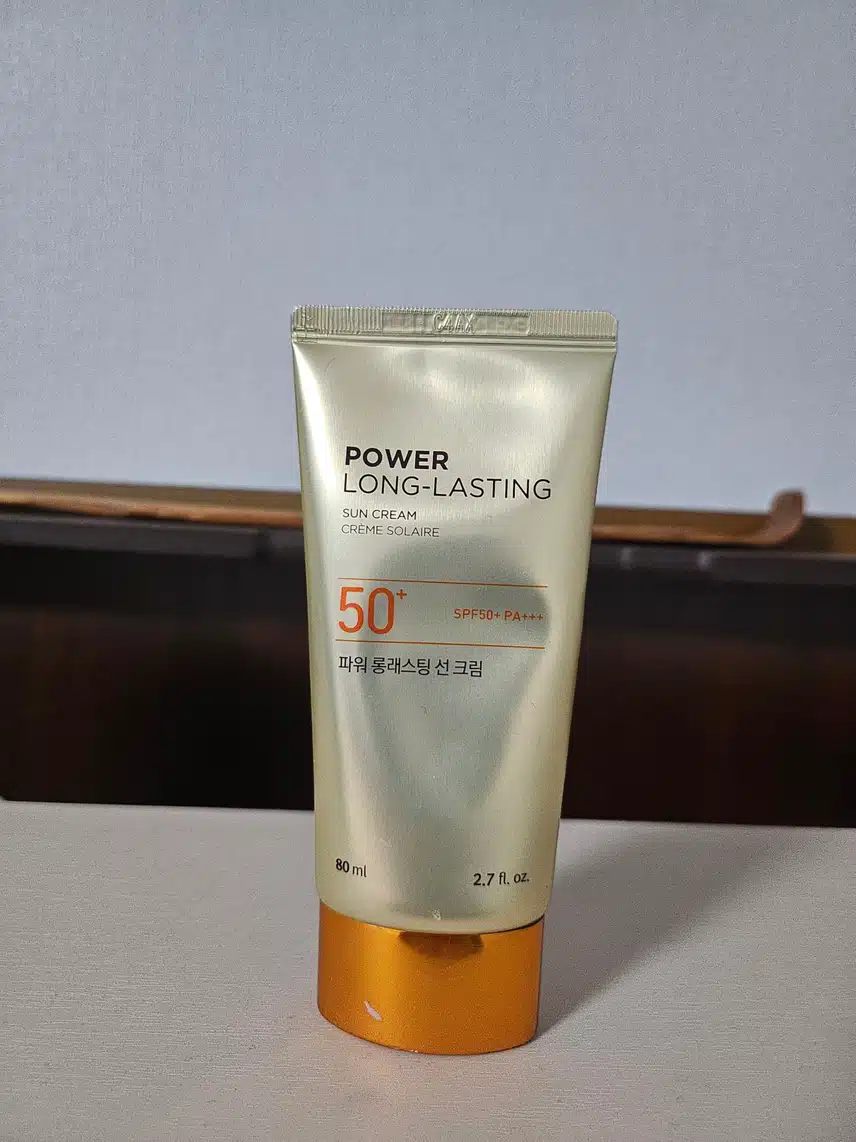 POWER
LONG-LASTING
SUN CREAM
CRÈME SOLAIRE
50+
SPF50+ PA+++
파워 롱래스팅 선 크림
80 ml
2.7 fl. oz.